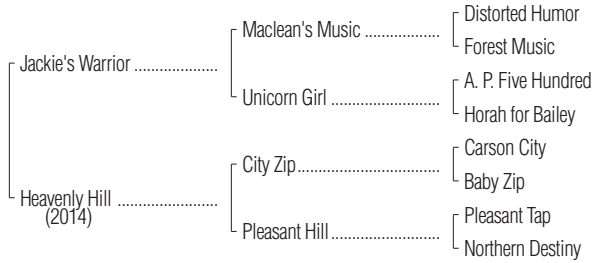 Distorted Humor
Maclean's Music ..................
Forest Music
Jackie's Warrior ....................
A. P. Five Hundred
Unicorn Girl ..........................
Horah for Bailey
Carson City
City Zip..................................
Baby Zip
Heavenly Hill ........................
(2014)
Pleasant Tap
Pleasant Hill..........................
Northern Destiny